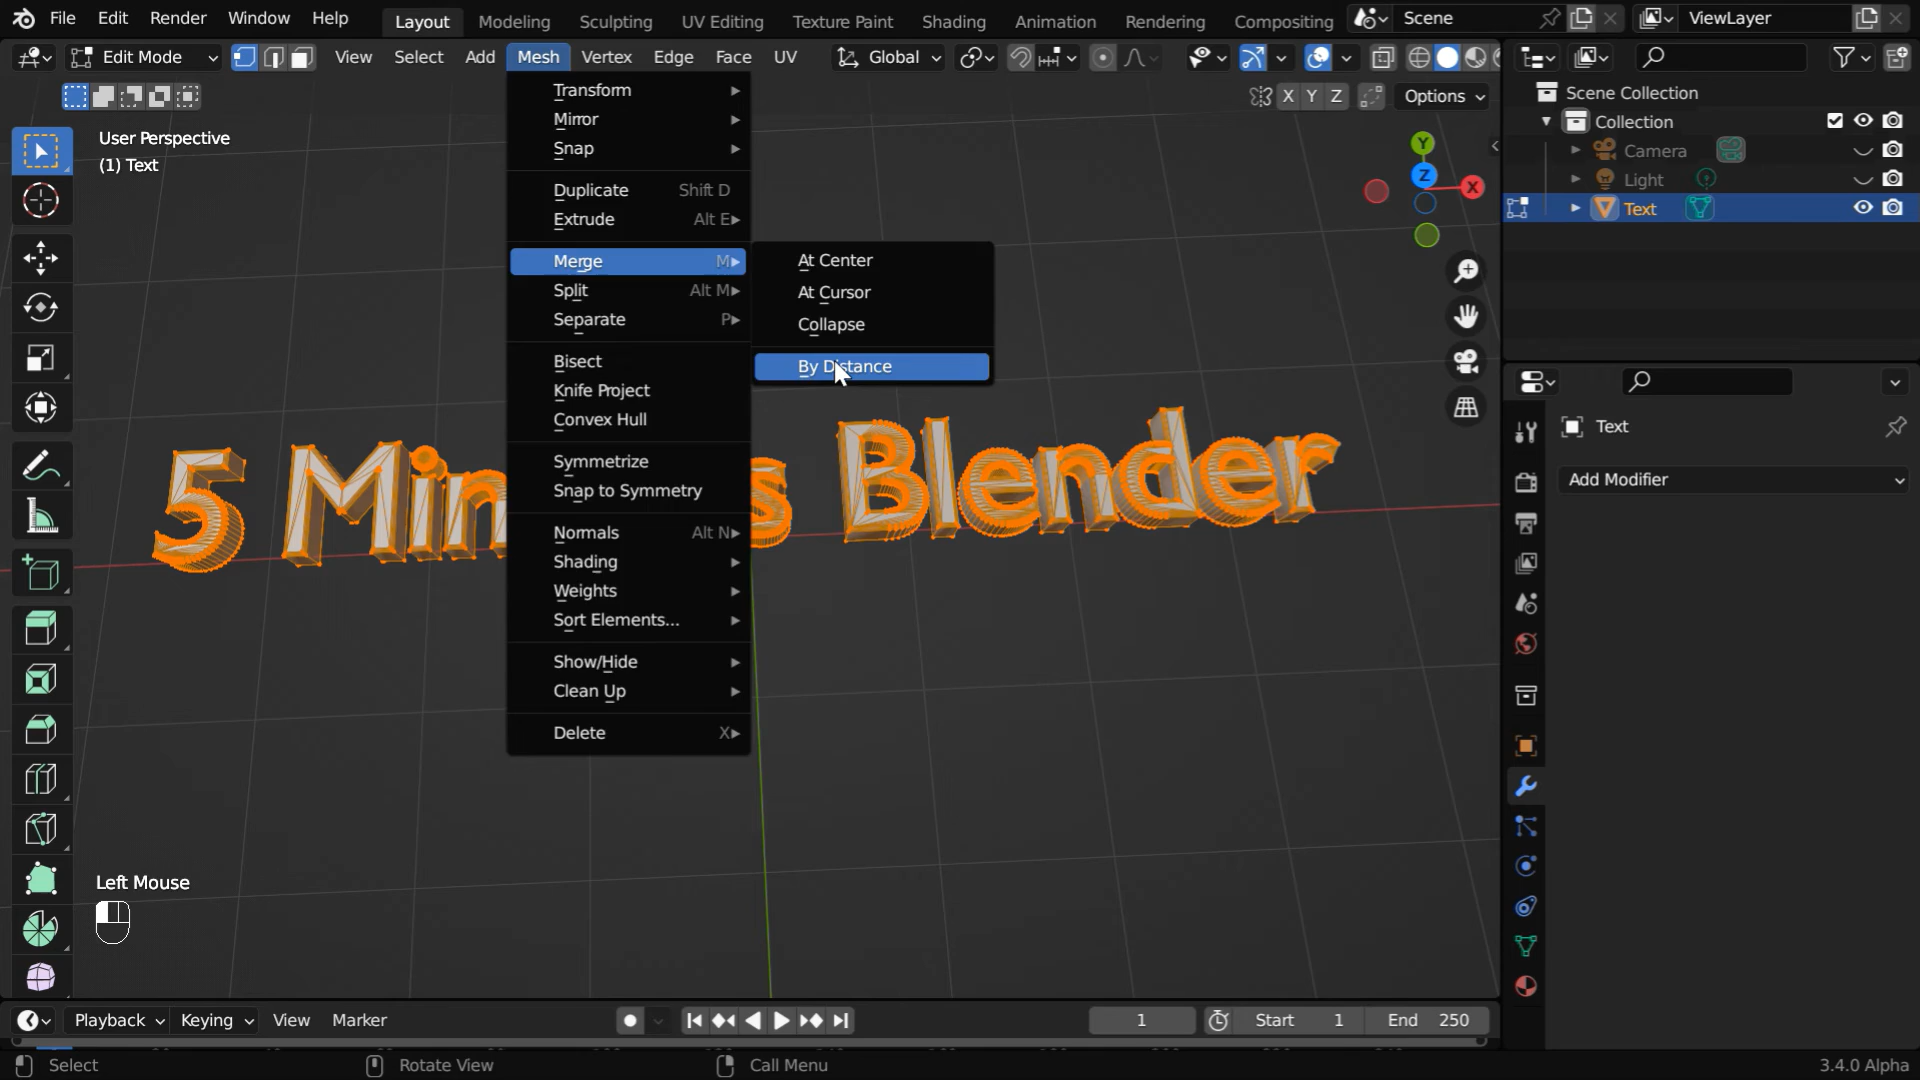 File Edit Render Window Help Layout Modeling Sculpting UV Editing Texture Paint Shading Animation Rendering Compositing Scene ViewLayer
Edit Mode View Select Add Mesh Vertex Edge Face UV Global
X Y Z Options
User Perspective
(1) Text
Transform
Mirror
Snap
Duplicate Shift D
Extrude Alt E
Merge M
Split Alt M
Separate P
Bisect
Knife Project
Convex Hull
Symmetrize
Snap to Symmetry
Normals Alt N
Shading
Weights
Sort Elements...
Show/Hide
Clean Up
Delete X
At Center
At Cursor
Collapse
By Distance
Y
Z
X
5 Min s Blender
Left Mouse
Scene Collection
Collection
Camera
Light
Text
Text
Add Modifier
Playback Keying View Marker 1 Start 1 End 250
Select Rotate View Call Menu 3.4.0 Alpha